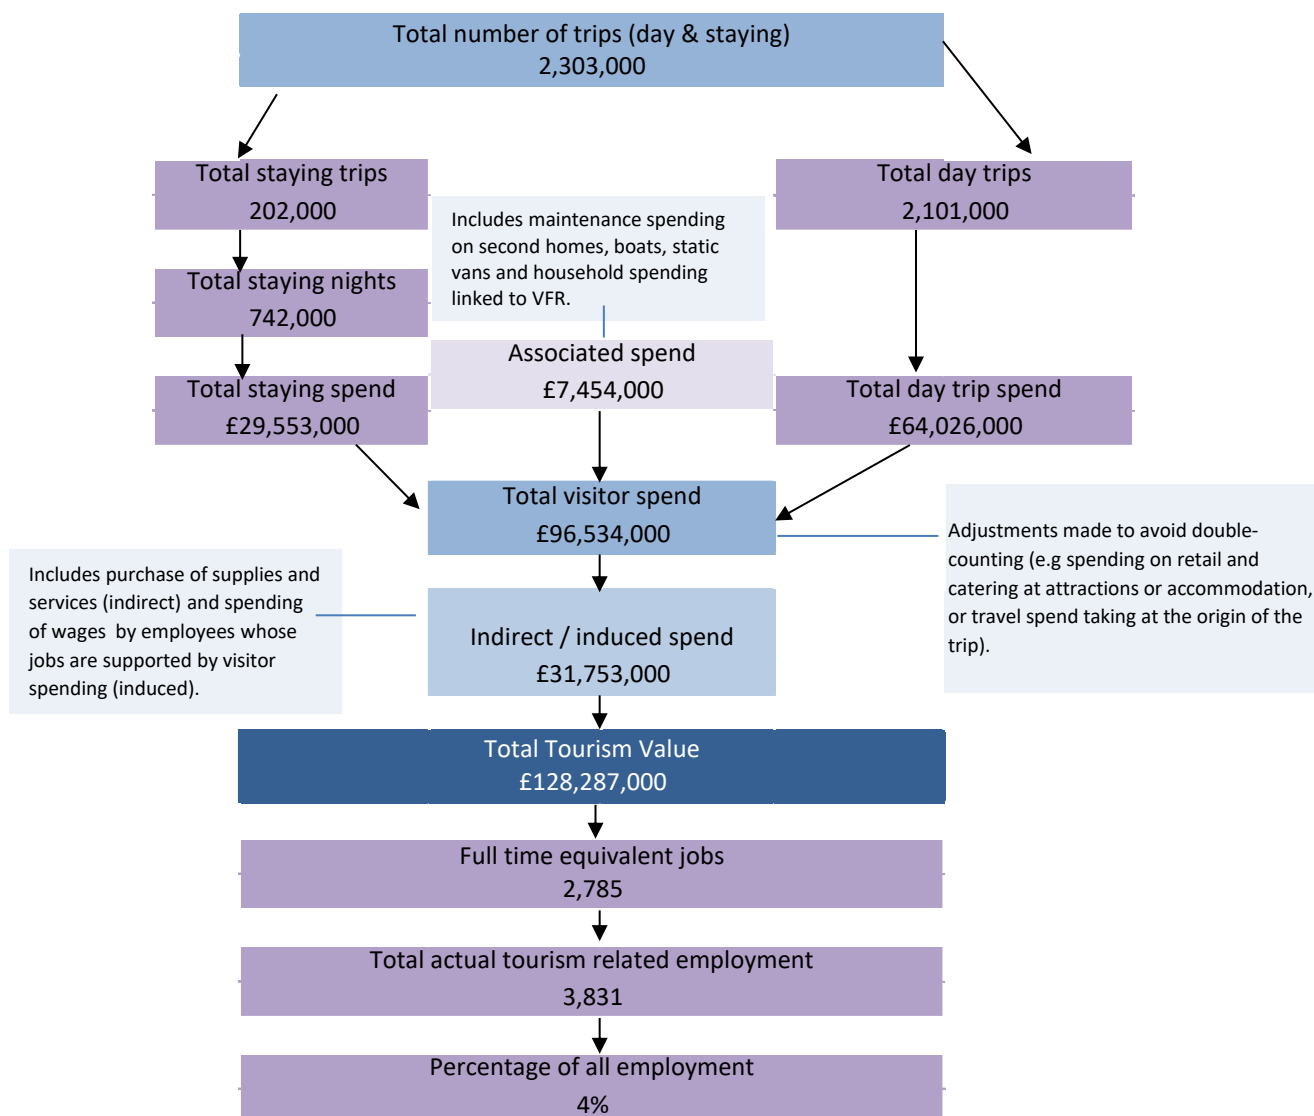 Total number of trips (day & staying)
2,303,000
Total staying trips
202,000
Total day trips
2,101,000
Includes maintenance spending
on second homes, boats, static
vans and household spending
linked to VFR.
Total staying nights
742,000
Associated spend
£7,454,000
Total staying spend
£29,553,000
Total day trip spend
£64,026,000
Total visitor spend
£96,534,000
Adjustments made to avoid double-
counting (e.g spending on retail and
catering at attractions or accommodation,
or travel spend taking at the origin of the
trip).
Includes purchase of supplies and
services (indirect) and spending
of wages by employees whose
jobs are supported by visitor
spending (induced).
Indirect / induced spend
£31,753,000
Total Tourism Value
£128,287,000
Full time equivalent jobs
2,785
Total actual tourism related employment
3,831
Percentage of all employment
4%